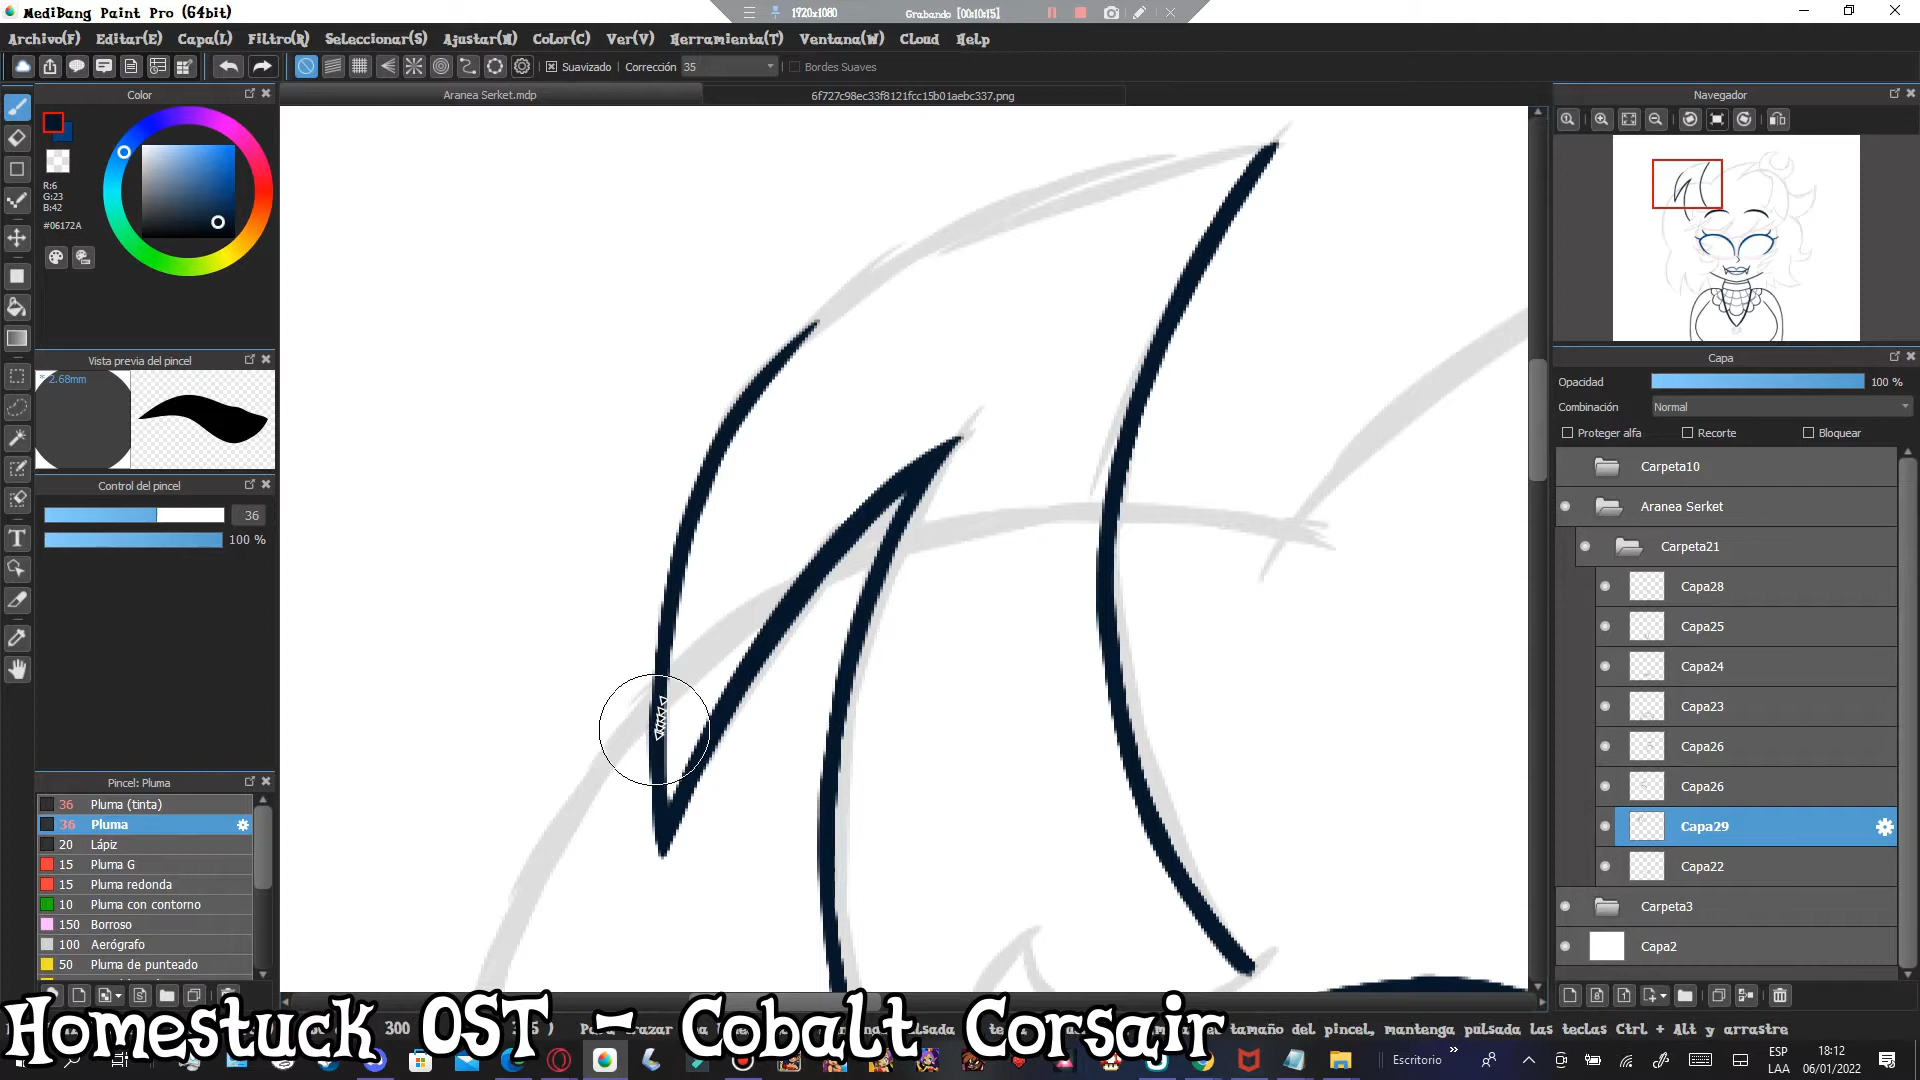 MediBang Paint Pro (64bit)
1920x1080
Grabando [00:10:15]
Archivo(F) Editar(E) Capa(L) Filtro(R) Seleccionar(S) Ajustar(N) Color(C) Ver(V) Herramienta(T) Ventana(W) Cloud Help
Suavizado Corrección 35 Bordes Suaves
Color
Aranea Serket.mdp
6f727c98ec33f8121fcc15b01aebc337.png
Navegador
R:6
G:23
B:42
#06172A
Vista previa del pincel
2.68mm
Control del pincel
36
100 %
Capa
Opacidad 100 %
Combinación Normal
Proteger alfa Recorte Bloquear
Carpeta10
Aranea Serket
Carpeta21
Capa28
Capa25
Capa24
Capa23
Capa26
Capa26
Capa29
Capa22
Carpeta3
Capa2
Pincel: Pluma
36 Pluma (tinta)
36 Pluma
20 Lápiz
15 Pluma G
15 Pluma redonda
10 Pluma con contorno
150 Borroso
100 Aerógrafo
50 Pluma de punteado
Homestuck OST - Cobalt Corsair
tamaño del pincel, mantenga pulsada las teclas Ctrl + Alt y arrastre
Escritorio
ESP
LAA
18:12
06/01/2022